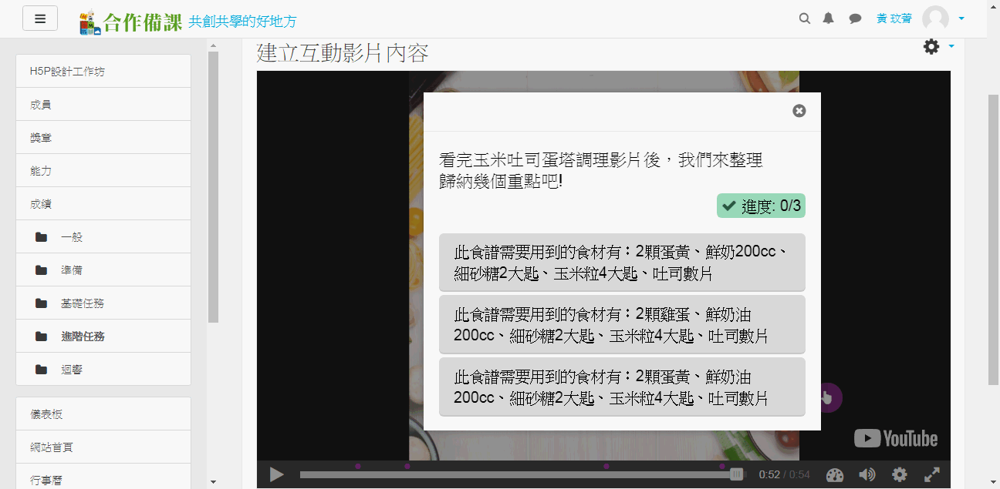 合作備課 共創共學的好地方
黃 玟菁
H5P設計工作坊
成員
獎章
能力
成績
一般
準備
基礎任務
進階任務
迴響
儀表板
網站首頁
行事曆
建立互動影片內容
看完玉米吐司蛋塔調理影片後，我們來整理
歸納幾個重點吧!
進度: 0/3
此食譜需要用到的食材有：2顆蛋黃、鮮奶200cc、
細砂糖2大匙、玉米粒4大匙、吐司數片
此食譜需要用到的食材有：2顆雞蛋、鮮奶油
200cc、細砂糖2大匙、玉米粒4大匙、吐司數片
此食譜需要用到的食材有：2顆蛋黃、鮮奶油
200cc、細砂糖2大匙、玉米粒4大匙、吐司數片
YouTube
0:52 / 0:54